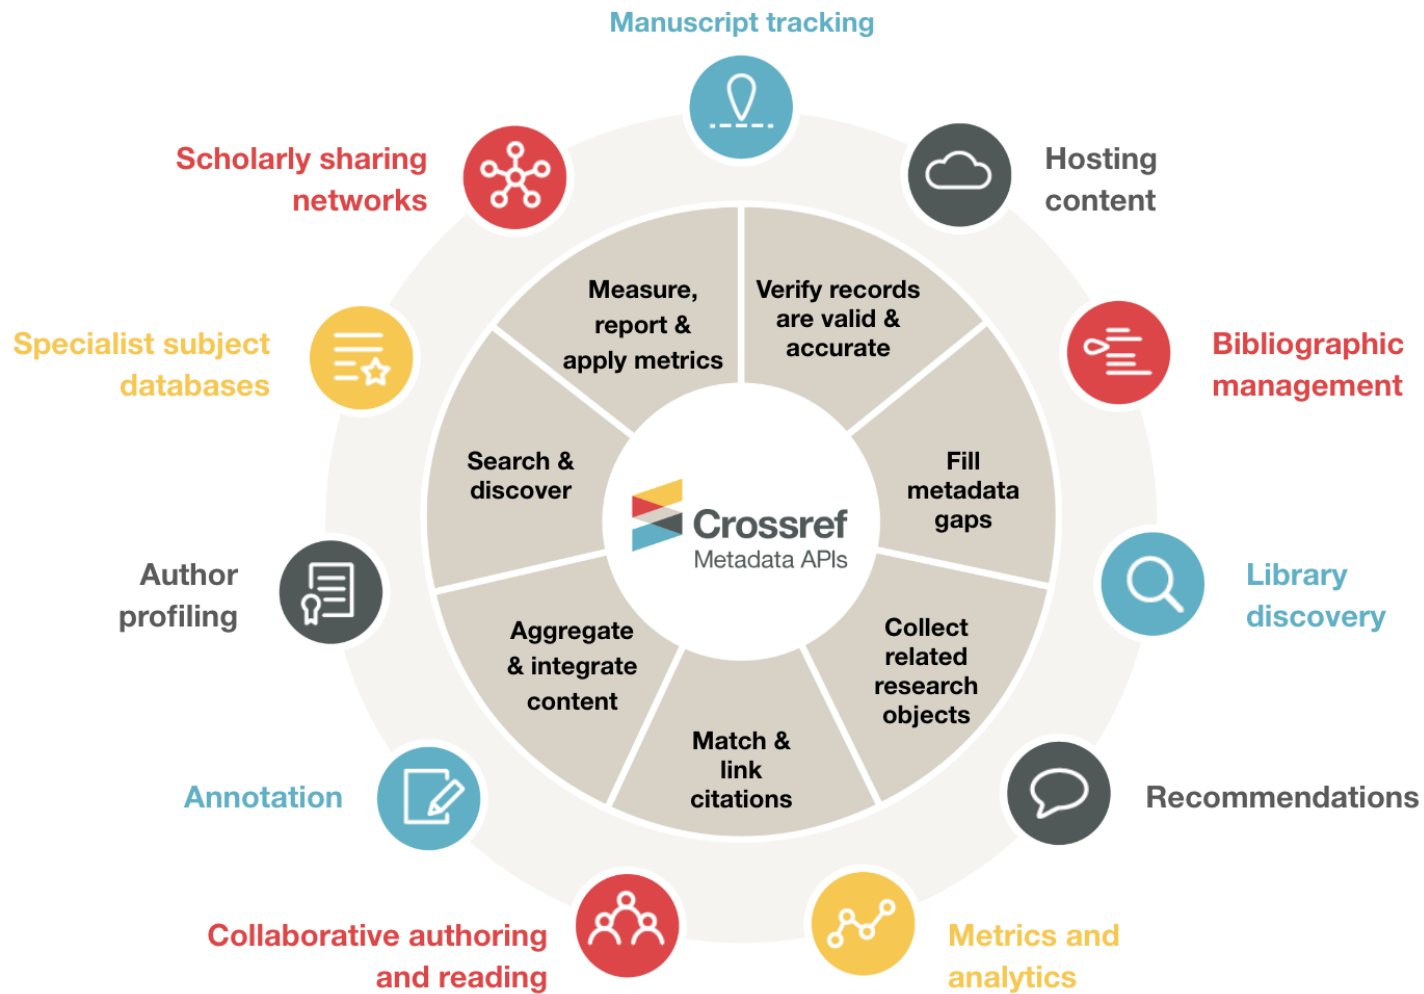 Manuscript tracking
Hosting
content
Bibliographic
management
Library
discovery
Recommendations
Metrics and
analytics
Collaborative authoring
and reading
Annotation
Author
profiling
Specialist subject
databases
Scholarly sharing
networks
Measure,
report &
apply metrics
Verify records
are valid &
accurate
Fill
metadata
gaps
Collect
related
research
objects
Match &
link
citations
Aggregate
& integrate
content
Search &
discover
Crossref
Metadata APIs